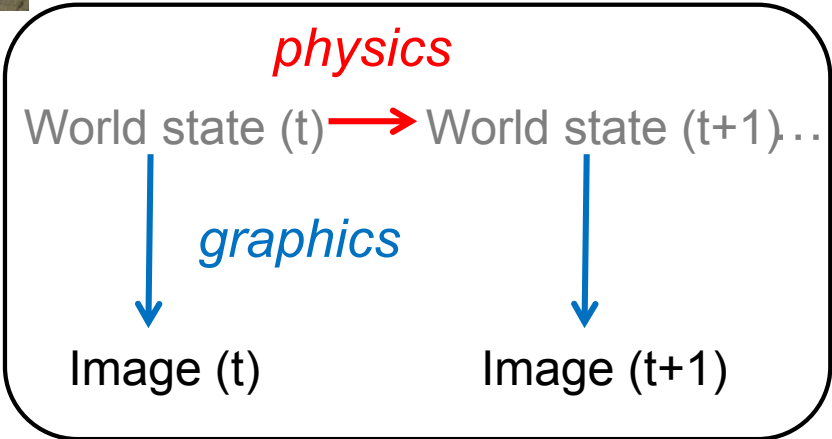 physics
World state (t) World state (t+1)...
graphics
Image (t) Image (t+1)